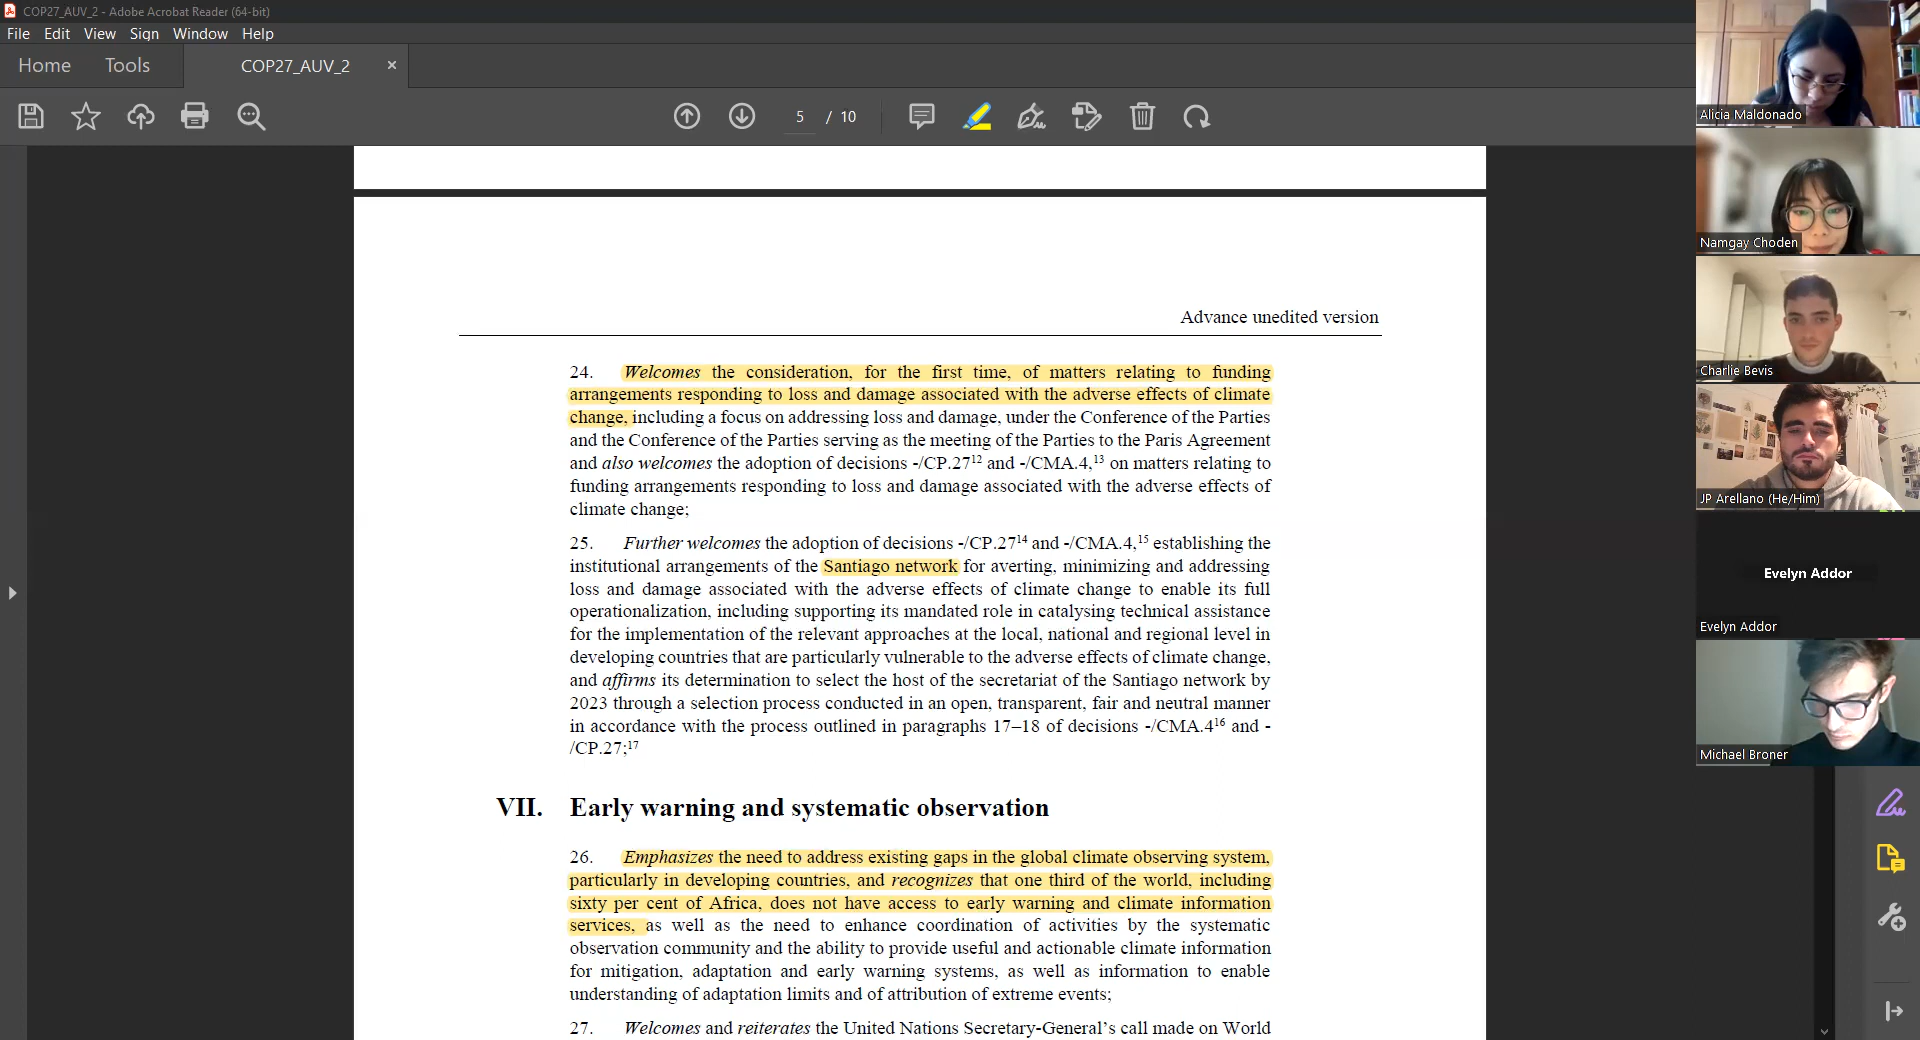 COP27_AUV_2 - Adobe Acrobat Reader (64-bit)
File Edit View Sign Window Help
Home Tools COP27_AUV_2 ×
5 / 10
Advance unedited version
24. Welcomes the consideration, for the first time, of matters relating to funding
arrangements responding to loss and damage associated with the adverse effects of climate
change, including a focus on addressing loss and damage, under the Conference of the Parties
and the Conference of the Parties serving as the meeting of the Parties to the Paris Agreement
and also welcomes the adoption of decisions -/CP.27¹² and -/CMA.4,¹³ on matters relating to
funding arrangements responding to loss and damage associated with the adverse effects of
climate change;
25. Further welcomes the adoption of decisions -/CP.27¹⁴ and -/CMA.4,¹⁵ establishing the
institutional arrangements of the Santiago network for averting, minimizing and addressing
loss and damage associated with the adverse effects of climate change to enable its full
operationalization, including supporting its mandated role in catalysing technical assistance
for the implementation of the relevant approaches at the local, national and regional level in
developing countries that are particularly vulnerable to the adverse effects of climate change,
and affirms its determination to select the host of the secretariat of the Santiago network by
2023 through a selection process conducted in an open, transparent, fair and neutral manner
in accordance with the process outlined in paragraphs 17–18 of decisions -/CMA.4¹⁶ and -
/CP.27;¹⁷
VII. Early warning and systematic observation
26. Emphasizes the need to address existing gaps in the global climate observing system,
particularly in developing countries, and recognizes that one third of the world, including
sixty per cent of Africa, does not have access to early warning and climate information
services, as well as the need to enhance coordination of activities by the systematic
observation community and the ability to provide useful and actionable climate information
for mitigation, adaptation and early warning systems, as well as information to enable
understanding of adaptation limits and of attribution of extreme events;
27. Welcomes and reiterates the United Nations Secretary-General's call made on World
Alicia Maldonado
Namgay Choden
Charlie Bevis
JP Arellano (He/Him)
Evelyn Addor
Evelyn Addor
Michael Broner